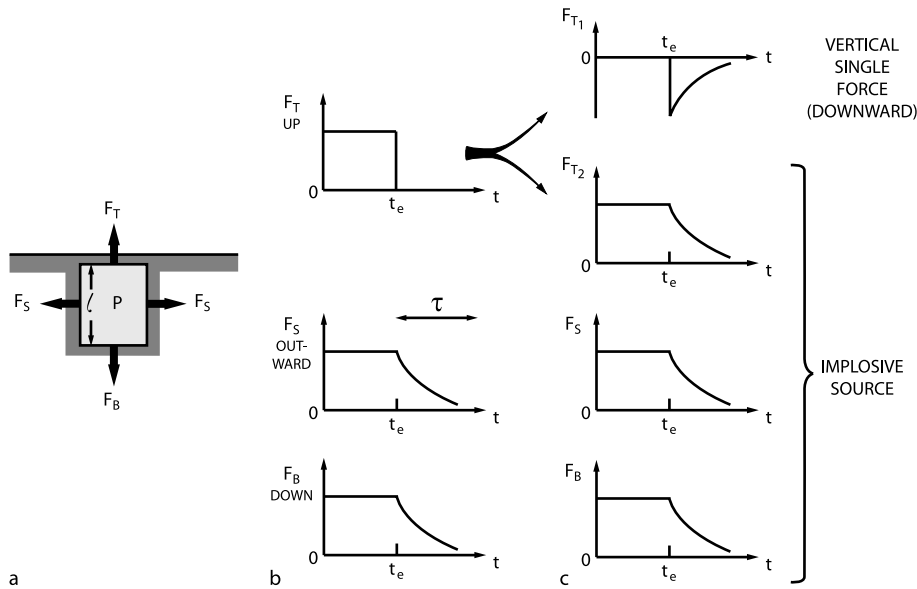 F_T
F_S
ℓ
P
F_S
F_B
a
F_T
UP
0
t_e
t
F_S
OUT-
WARD
τ
0
t_e
t
F_B
DOWN
0
t_e
t
b
F_T1
t_e
0
t
F_T2
0
t_e
t
F_S
0
t_e
t
F_B
0
t_e
t
c
VERTICAL
SINGLE
FORCE
(DOWNWARD)
IMPLOSIVE
SOURCE